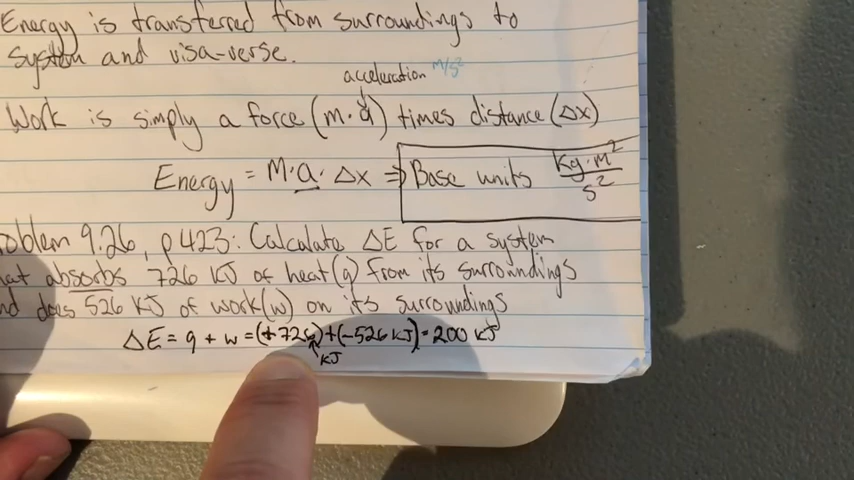 Energy is transferred from surroundings to
system and visa-verse.
acceleration m/s²
Work is simply a force (m·a) times distance (Δx)
Energy = m·a·Δx ⇒ Base units kg·m²/s²
oblem 9.26, p423: Calculate ΔE for a system
hat absorbs 726 KJ of heat(q) from its surroundings
nd does 526 KJ of work(w) on its surroundings
ΔE = q + w = (+726)+(-526 KJ) = 200 KJ
KJ